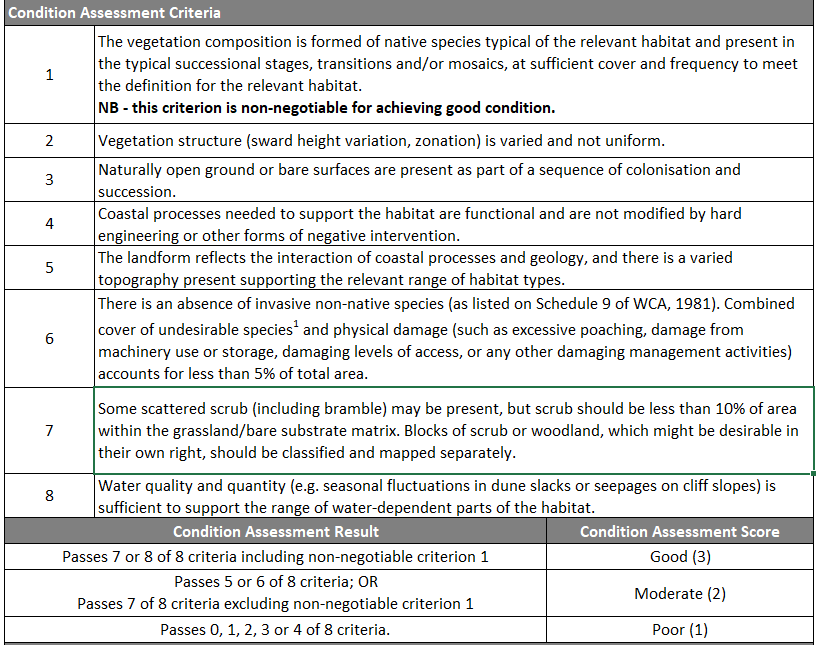 Condition Assessment Criteria
1
The vegetation composition is formed of native species typical of the relevant habitat and present in
the typical successional stages, transitions and/or mosaics, at sufficient cover and frequency to meet
the definition for the relevant habitat.
NB - this criterion is non-negotiable for achieving good condition.
2
Vegetation structure (sward height variation, zonation) is varied and not uniform.
3
Naturally open ground or bare surfaces are present as part of a sequence of colonisation and
succession.
4
Coastal processes needed to support the habitat are functional and are not modified by hard
engineering or other forms of negative intervention.
5
The landform reflects the interaction of coastal processes and geology, and there is a varied
topography present supporting the relevant range of habitat types.
6
There is an absence of invasive non-native species (as listed on Schedule 9 of WCA, 1981). Combined
cover of undesirable species¹ and physical damage (such as excessive poaching, damage from
machinery use or storage, damaging levels of access, or any other damaging management activities)
accounts for less than 5% of total area.
7
Some scattered scrub (including bramble) may be present, but scrub should be less than 10% of area
within the grassland/bare substrate matrix. Blocks of scrub or woodland, which might be desirable in
their own right, should be classified and mapped separately.
8
Water quality and quantity (e.g. seasonal fluctuations in dune slacks or seepages on cliff slopes) is
sufficient to support the range of water-dependent parts of the habitat.
Condition Assessment Result
Condition Assessment Score
Passes 7 or 8 of 8 criteria including non-negotiable criterion 1
Good (3)
Passes 5 or 6 of 8 criteria; OR
Passes 7 of 8 criteria excluding non-negotiable criterion 1
Moderate (2)
Passes 0, 1, 2, 3 or 4 of 8 criteria.
Poor (1)